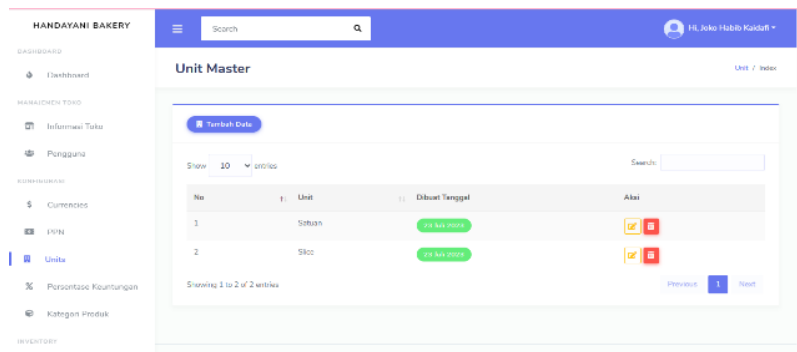 HANDAYANI BAKERY
Search
Hi, Joko Habib Kaidafi
DASHBOARD
Dashboard
Unit Master
Unit / Index
MANAJEMEN TOKO
Informasi Toko
Pengguna
Tambah Data
Show 10 entries
Search:
KONFIGURASI
Currencies
PPN
Units
Persentase Keuntungan
Kategori Produk
INVENTORY
No Unit Dibuat Tanggal Aksi
1 Satuan
2 Slice
Showing 1 to 2 of 2 entries
Previous 1 Next